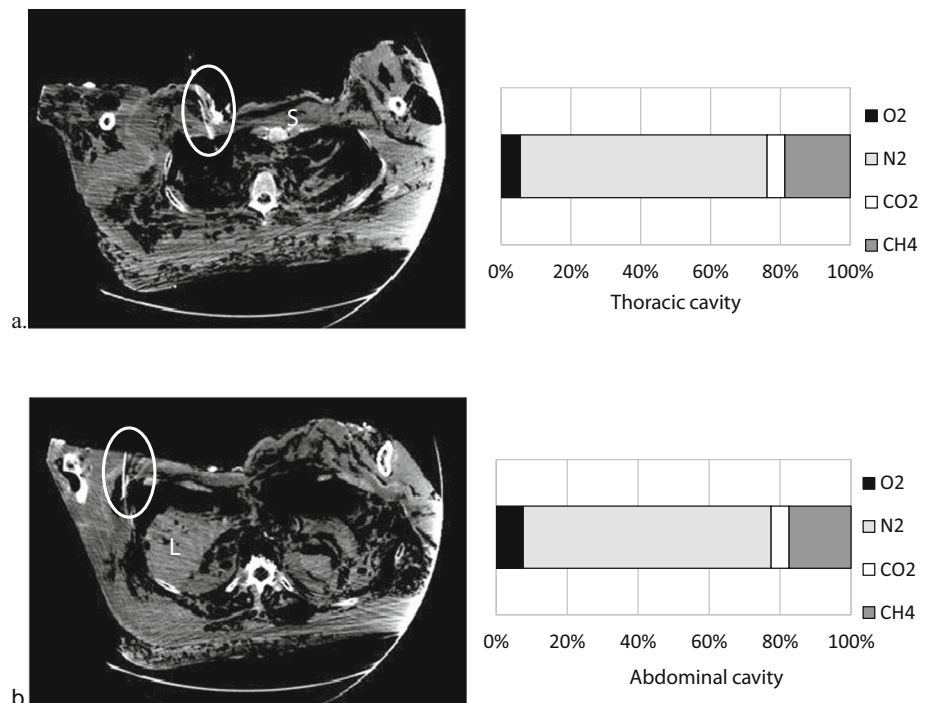 S
a.
O2
N2
CO2
CH4
0% 20% 40% 60% 80% 100%
Thoracic cavity
L
b
O2
N2
CO2
CH4
0% 20% 40% 60% 80% 100%
Abdominal cavity